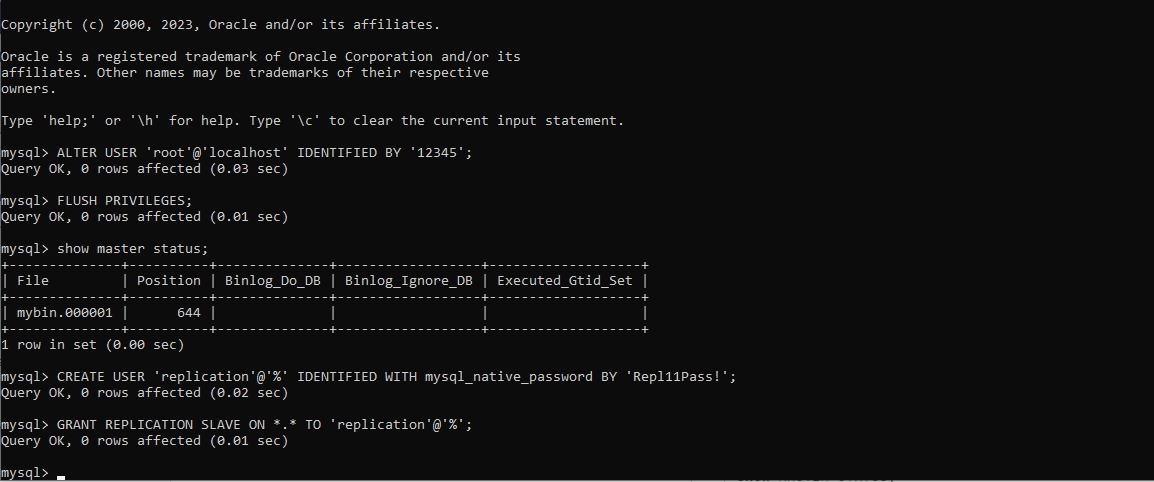 Copyright (c) 2000, 2023, Oracle and/or its affiliates.
Oracle is a registered trademark of Oracle Corporation and/or its
affiliates. Other names may be trademarks of their respective
owners.
Type 'help;' or '\h' for help. Type '\c' to clear the current input statement.
mysql> ALTER USER 'root'@'localhost' IDENTIFIED BY '12345';
Query OK, 0 rows affected (0.03 sec)
mysql> FLUSH PRIVILEGES;
Query OK, 0 rows affected (0.01 sec)
mysql> show master status;
+--------------+----------+--------------+------------------+-------------------+
| File         | Position | Binlog_Do_DB | Binlog_Ignore_DB | Executed_Gtid_Set |
+--------------+----------+--------------+------------------+-------------------+
| mybin.000001 |      644 |              |                  |                   |
+--------------+----------+--------------+------------------+-------------------+
1 row in set (0.00 sec)
mysql> CREATE USER 'replication'@'%' IDENTIFIED WITH mysql_native_password BY 'Repl11Pass!';
Query OK, 0 rows affected (0.02 sec)
mysql> GRANT REPLICATION SLAVE ON *.* TO 'replication'@'%';
Query OK, 0 rows affected (0.01 sec)
mysql>